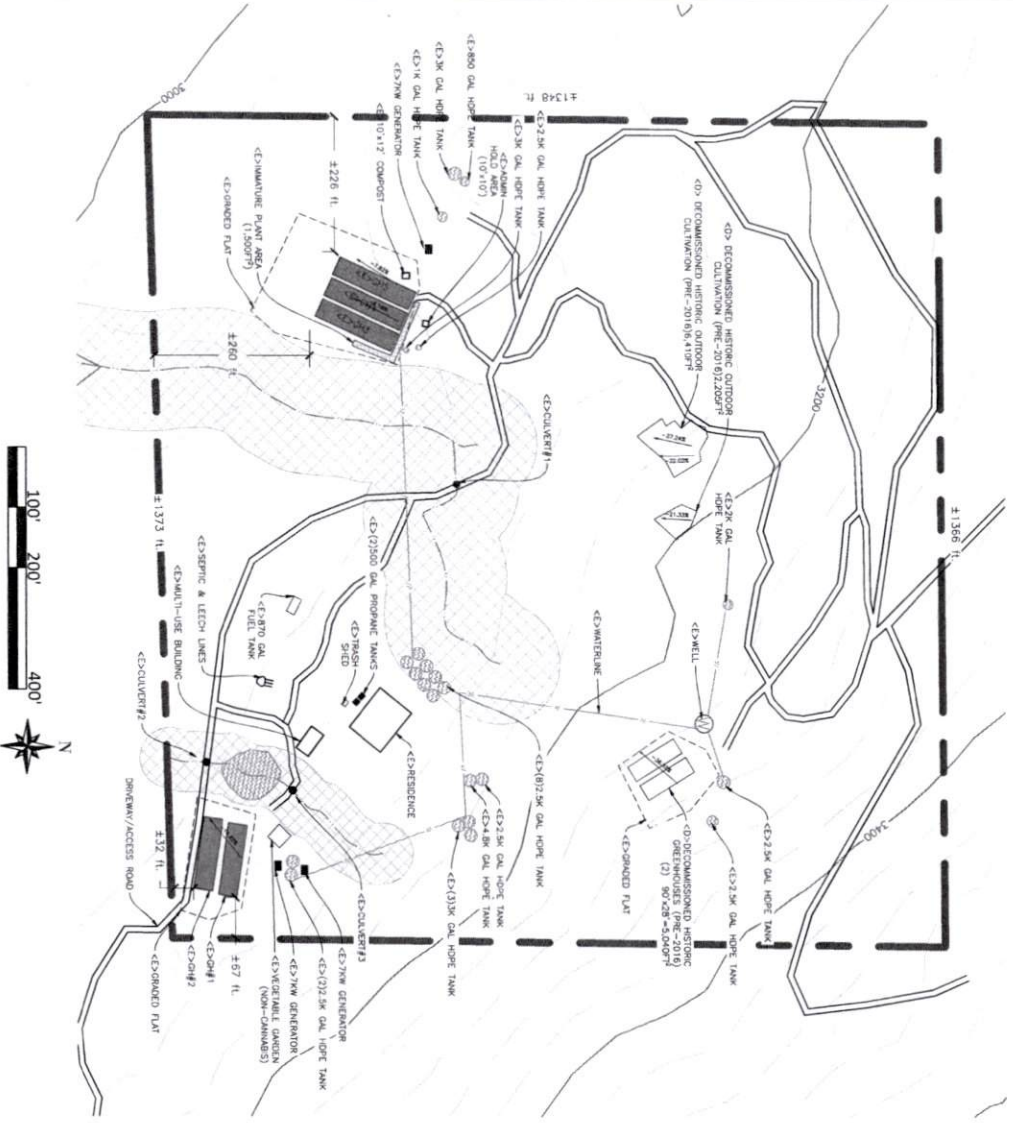 3000
±1348 ft.
<E>850 GAL HDPE TANK
<E>3K GAL HDPE TANK
<E>1K GAL HDPE TANK
<E>7KW GENERATOR
<E>10'x12' COMPOST
±226 ft.
<E>IMMATURE PLANT AREA
(1,500FT²)
<E>GRADED FLAT
<E>2.5K GAL HDPE TANK
<E>3K GAL HDPE TANK
<E>ADMIN
HOLD AREA
(10'x10')
<D> DECOMMISSIONED HISTORIC OUTDOOR
CULTIVATION (PRE-2016)2,205FT²
<D> DECOMMISSIONED HISTORIC OUTDOOR
CULTIVATION (PRE-2016)6,410FT²
3200
±1366 ft.
±260 ft.
<E>CULVERT#1
<E>2K GAL
HDPE TANK
<E>WELL
<E>WATERLINE
±1373 ft.
<E>(2)500 GAL PROPANE TANKS
<E>TRASH
SHED
<E>870 GAL
FUEL TANK
<E>SEPTIC & LEECH LINES
<E>MULTI-USE BUILDING
<E>CULVERT#2
<E>RESIDENCE
<E>(8)2.5K GAL HDPE TANK
<E>2.5K GAL HDPE TANK
<E>4.8K GAL HDPE TANK
<E>(3)3K GAL HDPE TANK
<E>GRADED FLAT
<D>DECOMMISSIONED HISTORIC
GREENHOUSES (PRE-2016)
(2) 90'x28'=5,040FT²
<E>2.5K GAL HDPE TANK
<E>2.5K GAL HDPE TANK
3400
<E>CULVERT#3
<E>7KW GENERATOR
<E>(2)2.5K GAL HDPE TANK
<E>7KW GENERATOR
<E>VEGETABLE GARDEN
(NON-CANNABIS)
±67 ft.
<E>GH#1
<E>GH#2
<E>GRADED FLAT
±32 ft.
DRIVEWAY/ACCESS ROAD
100'
200'
400'
N